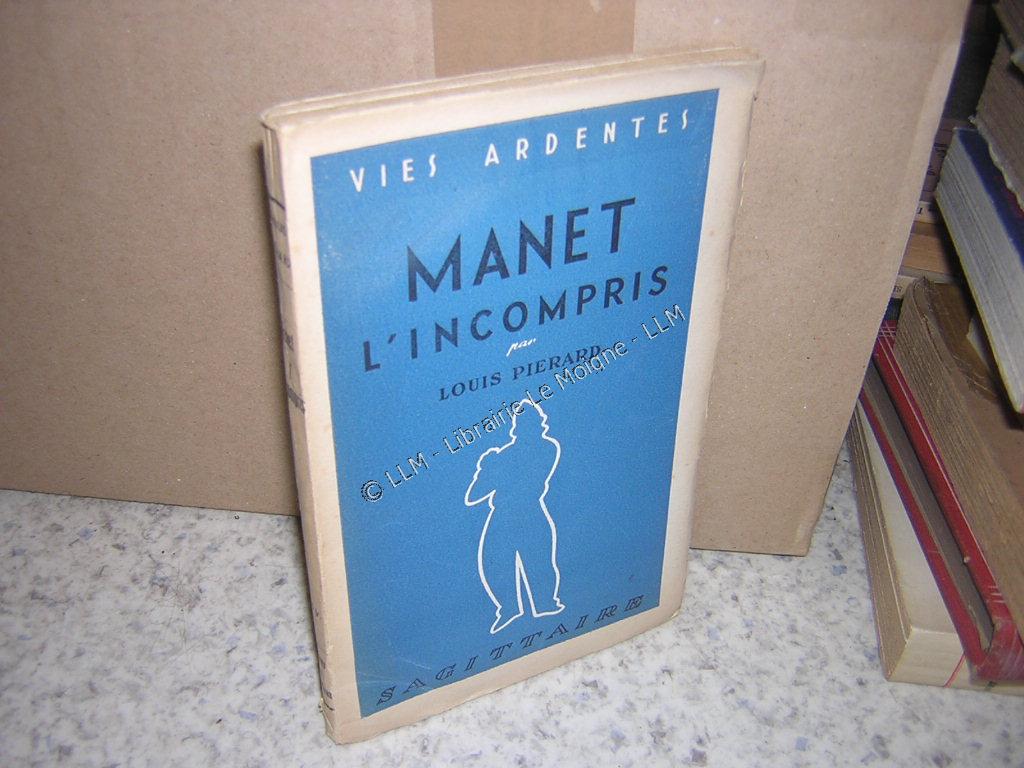 VIES ARDENTES
MANET
L'INCOMPRIS
par
LOUIS PIERARD
© LLM - Librairie Le Moigne - LLM
SAGITTAIRE